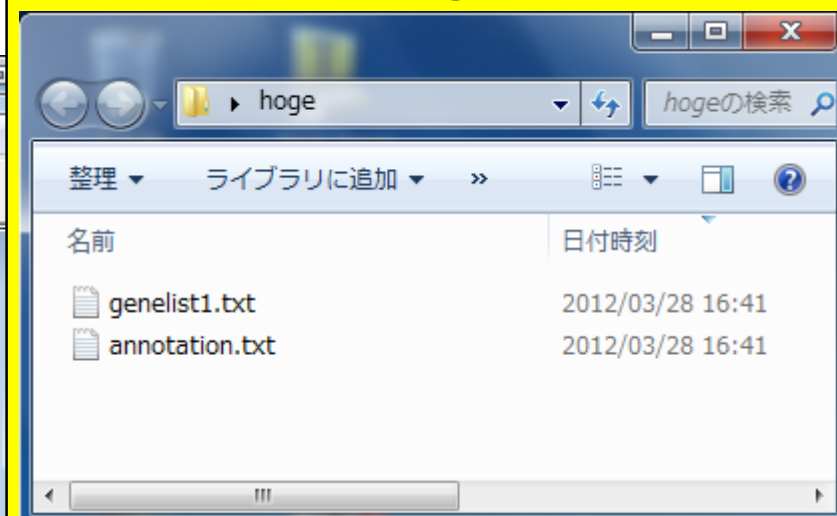 hoge
hogeの検索
整理 ライブラリに追加 »
名前 日付時刻
genelist1.txt 2012/03/28 16:41
annotation.txt 2012/03/28 16:41